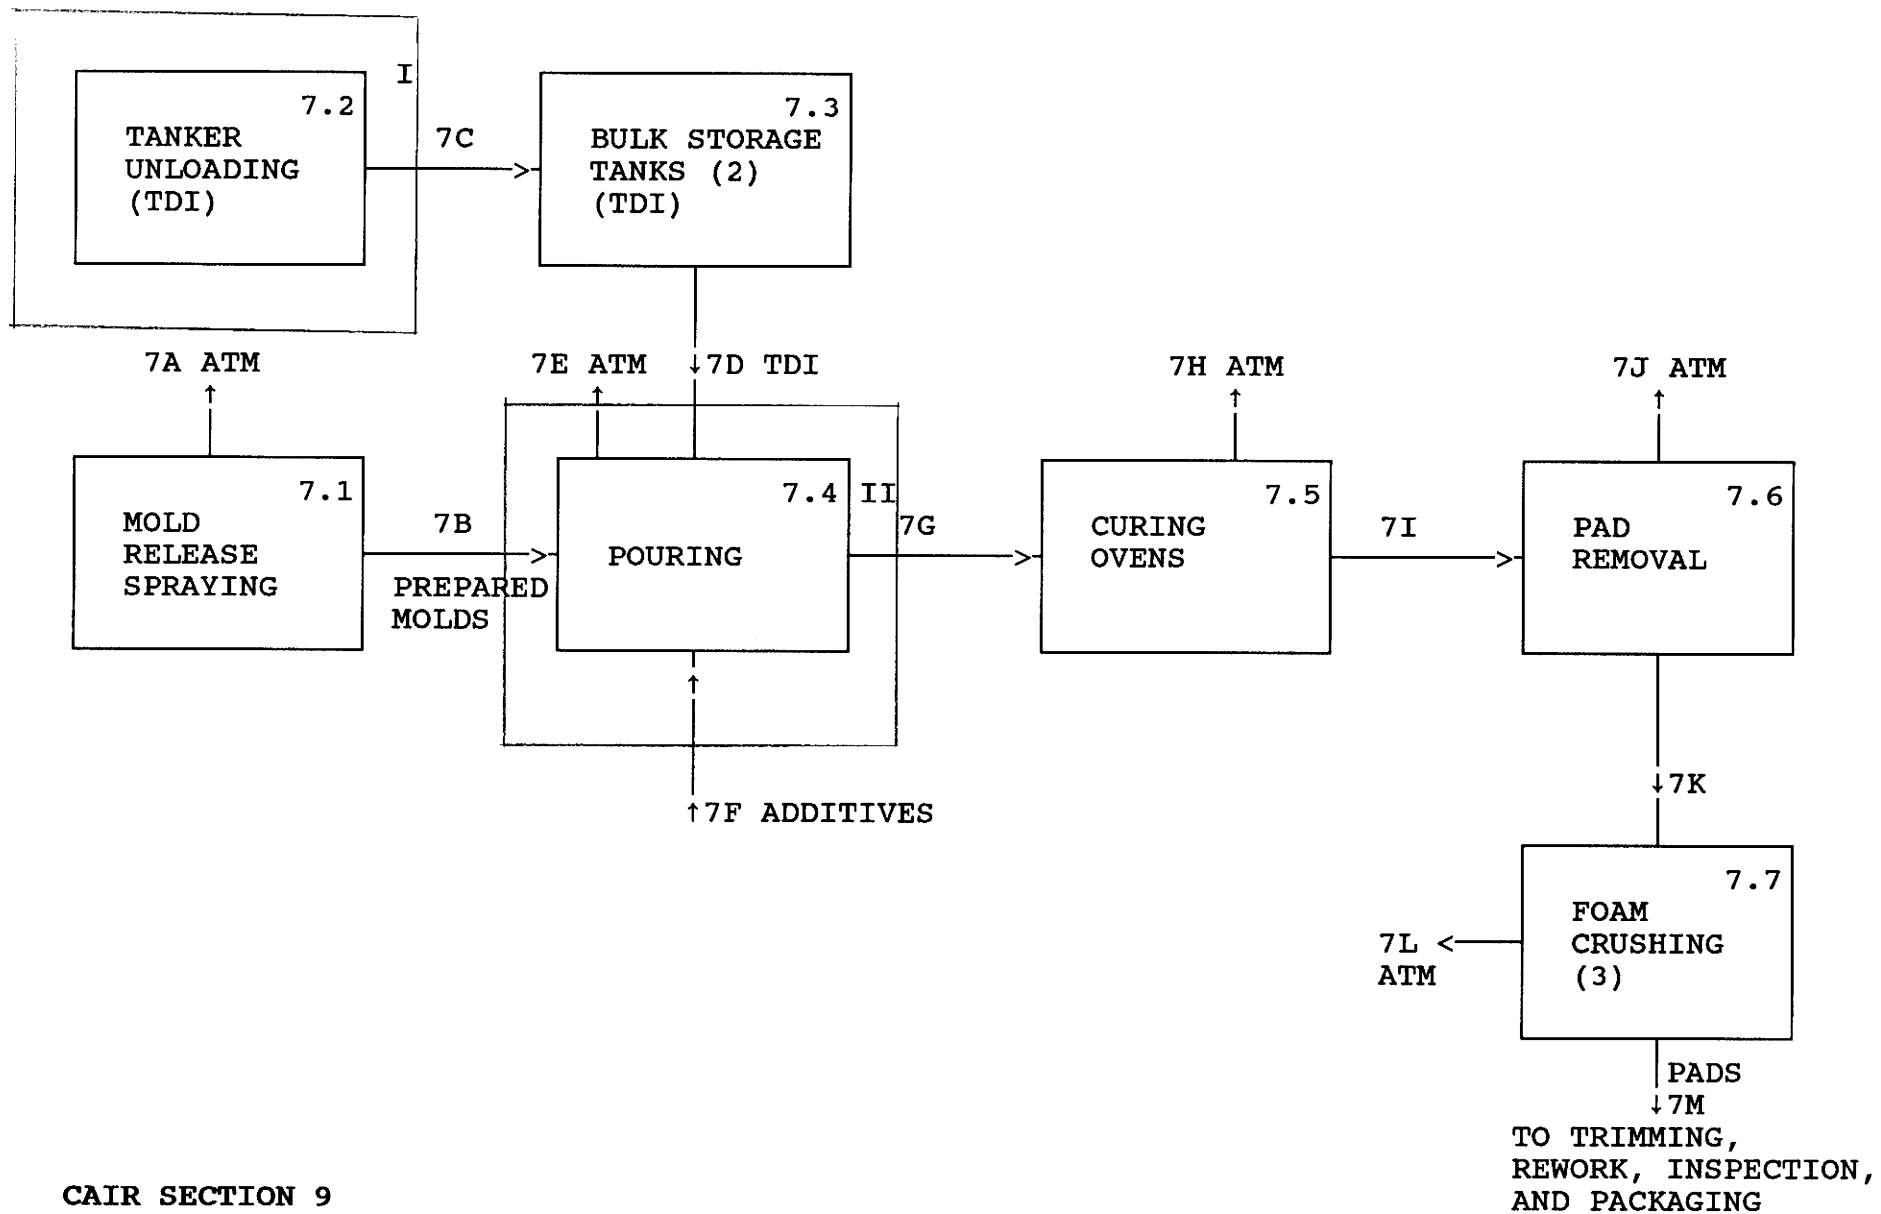 I
7.2
TANKER
UNLOADING
(TDI)
7C
7.3
BULK STORAGE
TANKS (2)
(TDI)
7A ATM
↑
7E ATM
↑
↓7D TDI
7H ATM
↑
7J ATM
↑
7.1
MOLD
RELEASE
SPRAYING
7B
PREPARED
MOLDS
7.4
II
POURING
7G
7.5
CURING
OVENS
7I
7.6
PAD
REMOVAL
↑
↑7F ADDITIVES
↓7K
7.7
FOAM
CRUSHING
(3)
7L <
ATM
PADS
↓7M
TO TRIMMING,
REWORK, INSPECTION,
AND PACKAGING
CAIR SECTION 9